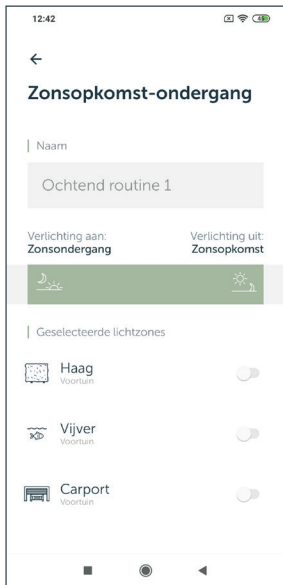 12:42
45
Zonsopkomst-ondergang
Naam
Ochtend routine 1
Verlichting aan:
Zonsondergang
Verlichting uit:
Zonsopkomst
Geselecteerde lichtzones
Haag
Voortuin
Vijver
Voortuin
Carport
Voortuin